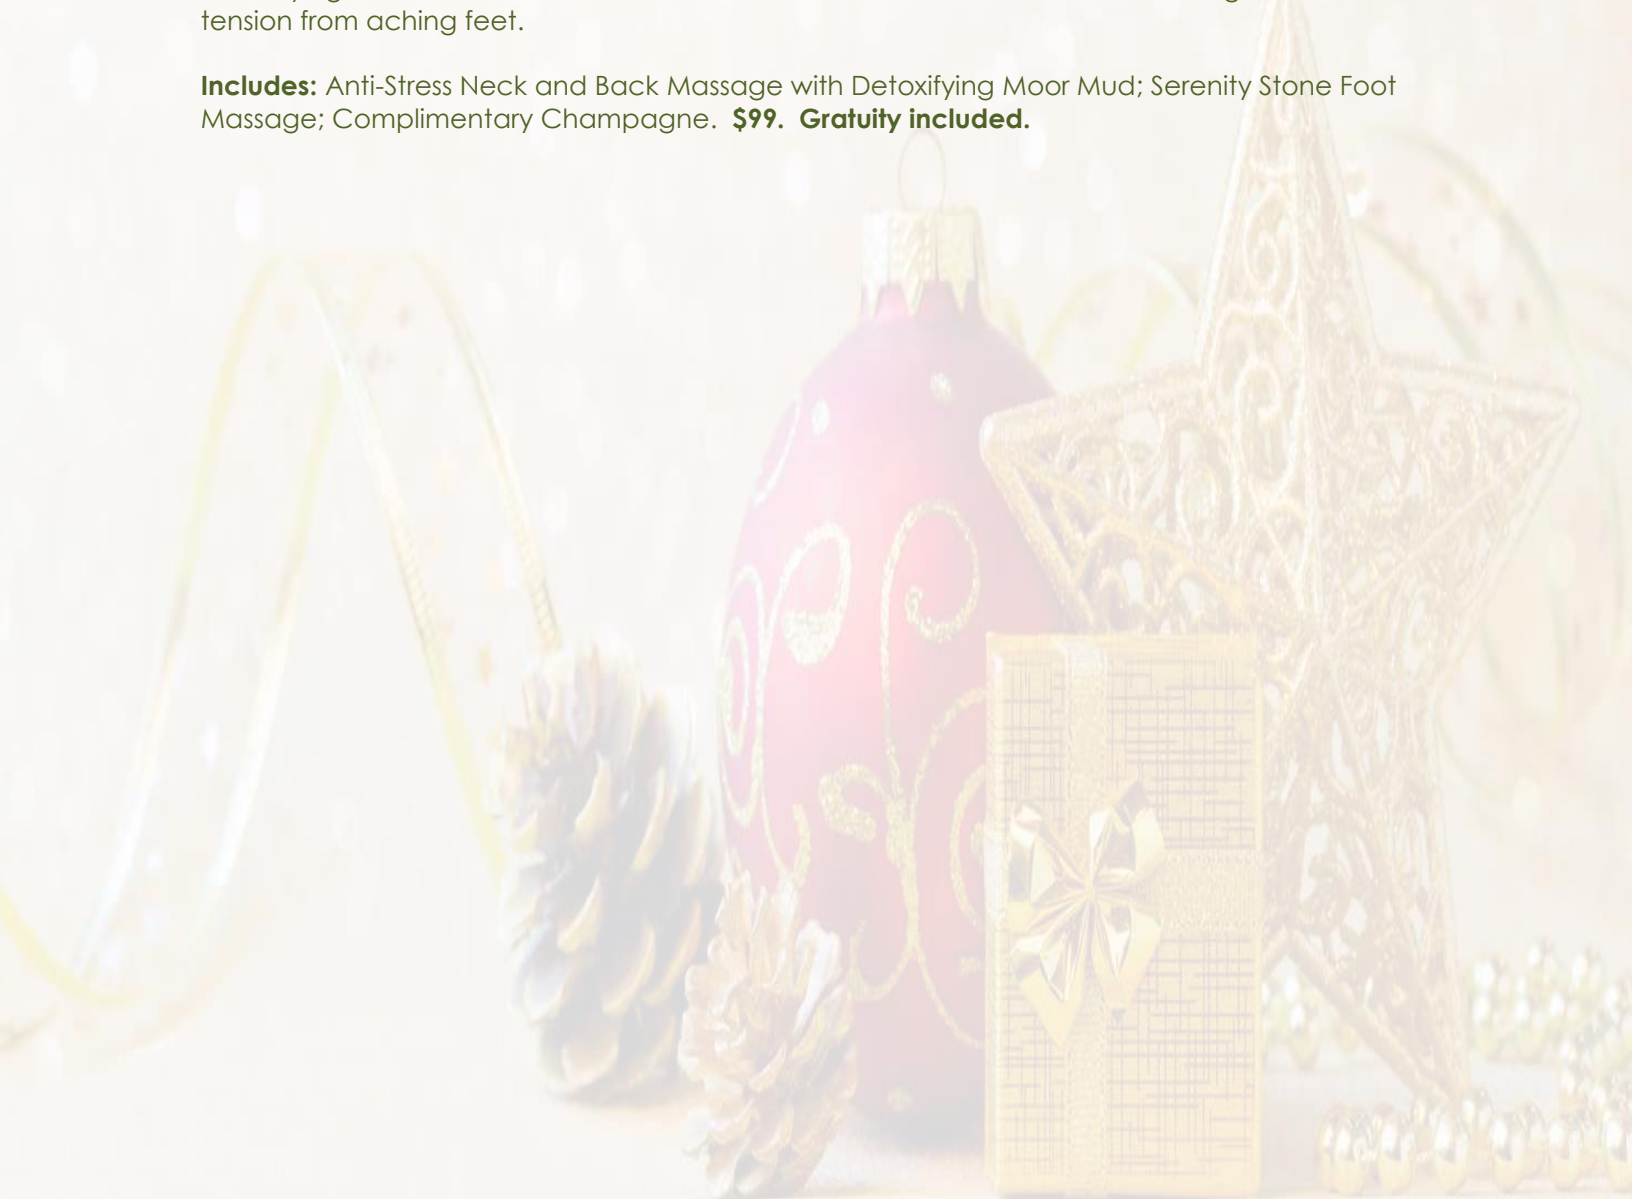 tension from aching feet.
Includes: Anti-Stress Neck and Back Massage with Detoxifying Moor Mud; Serenity Stone Foot
Massage; Complimentary Champagne.  $99.  Gratuity included.